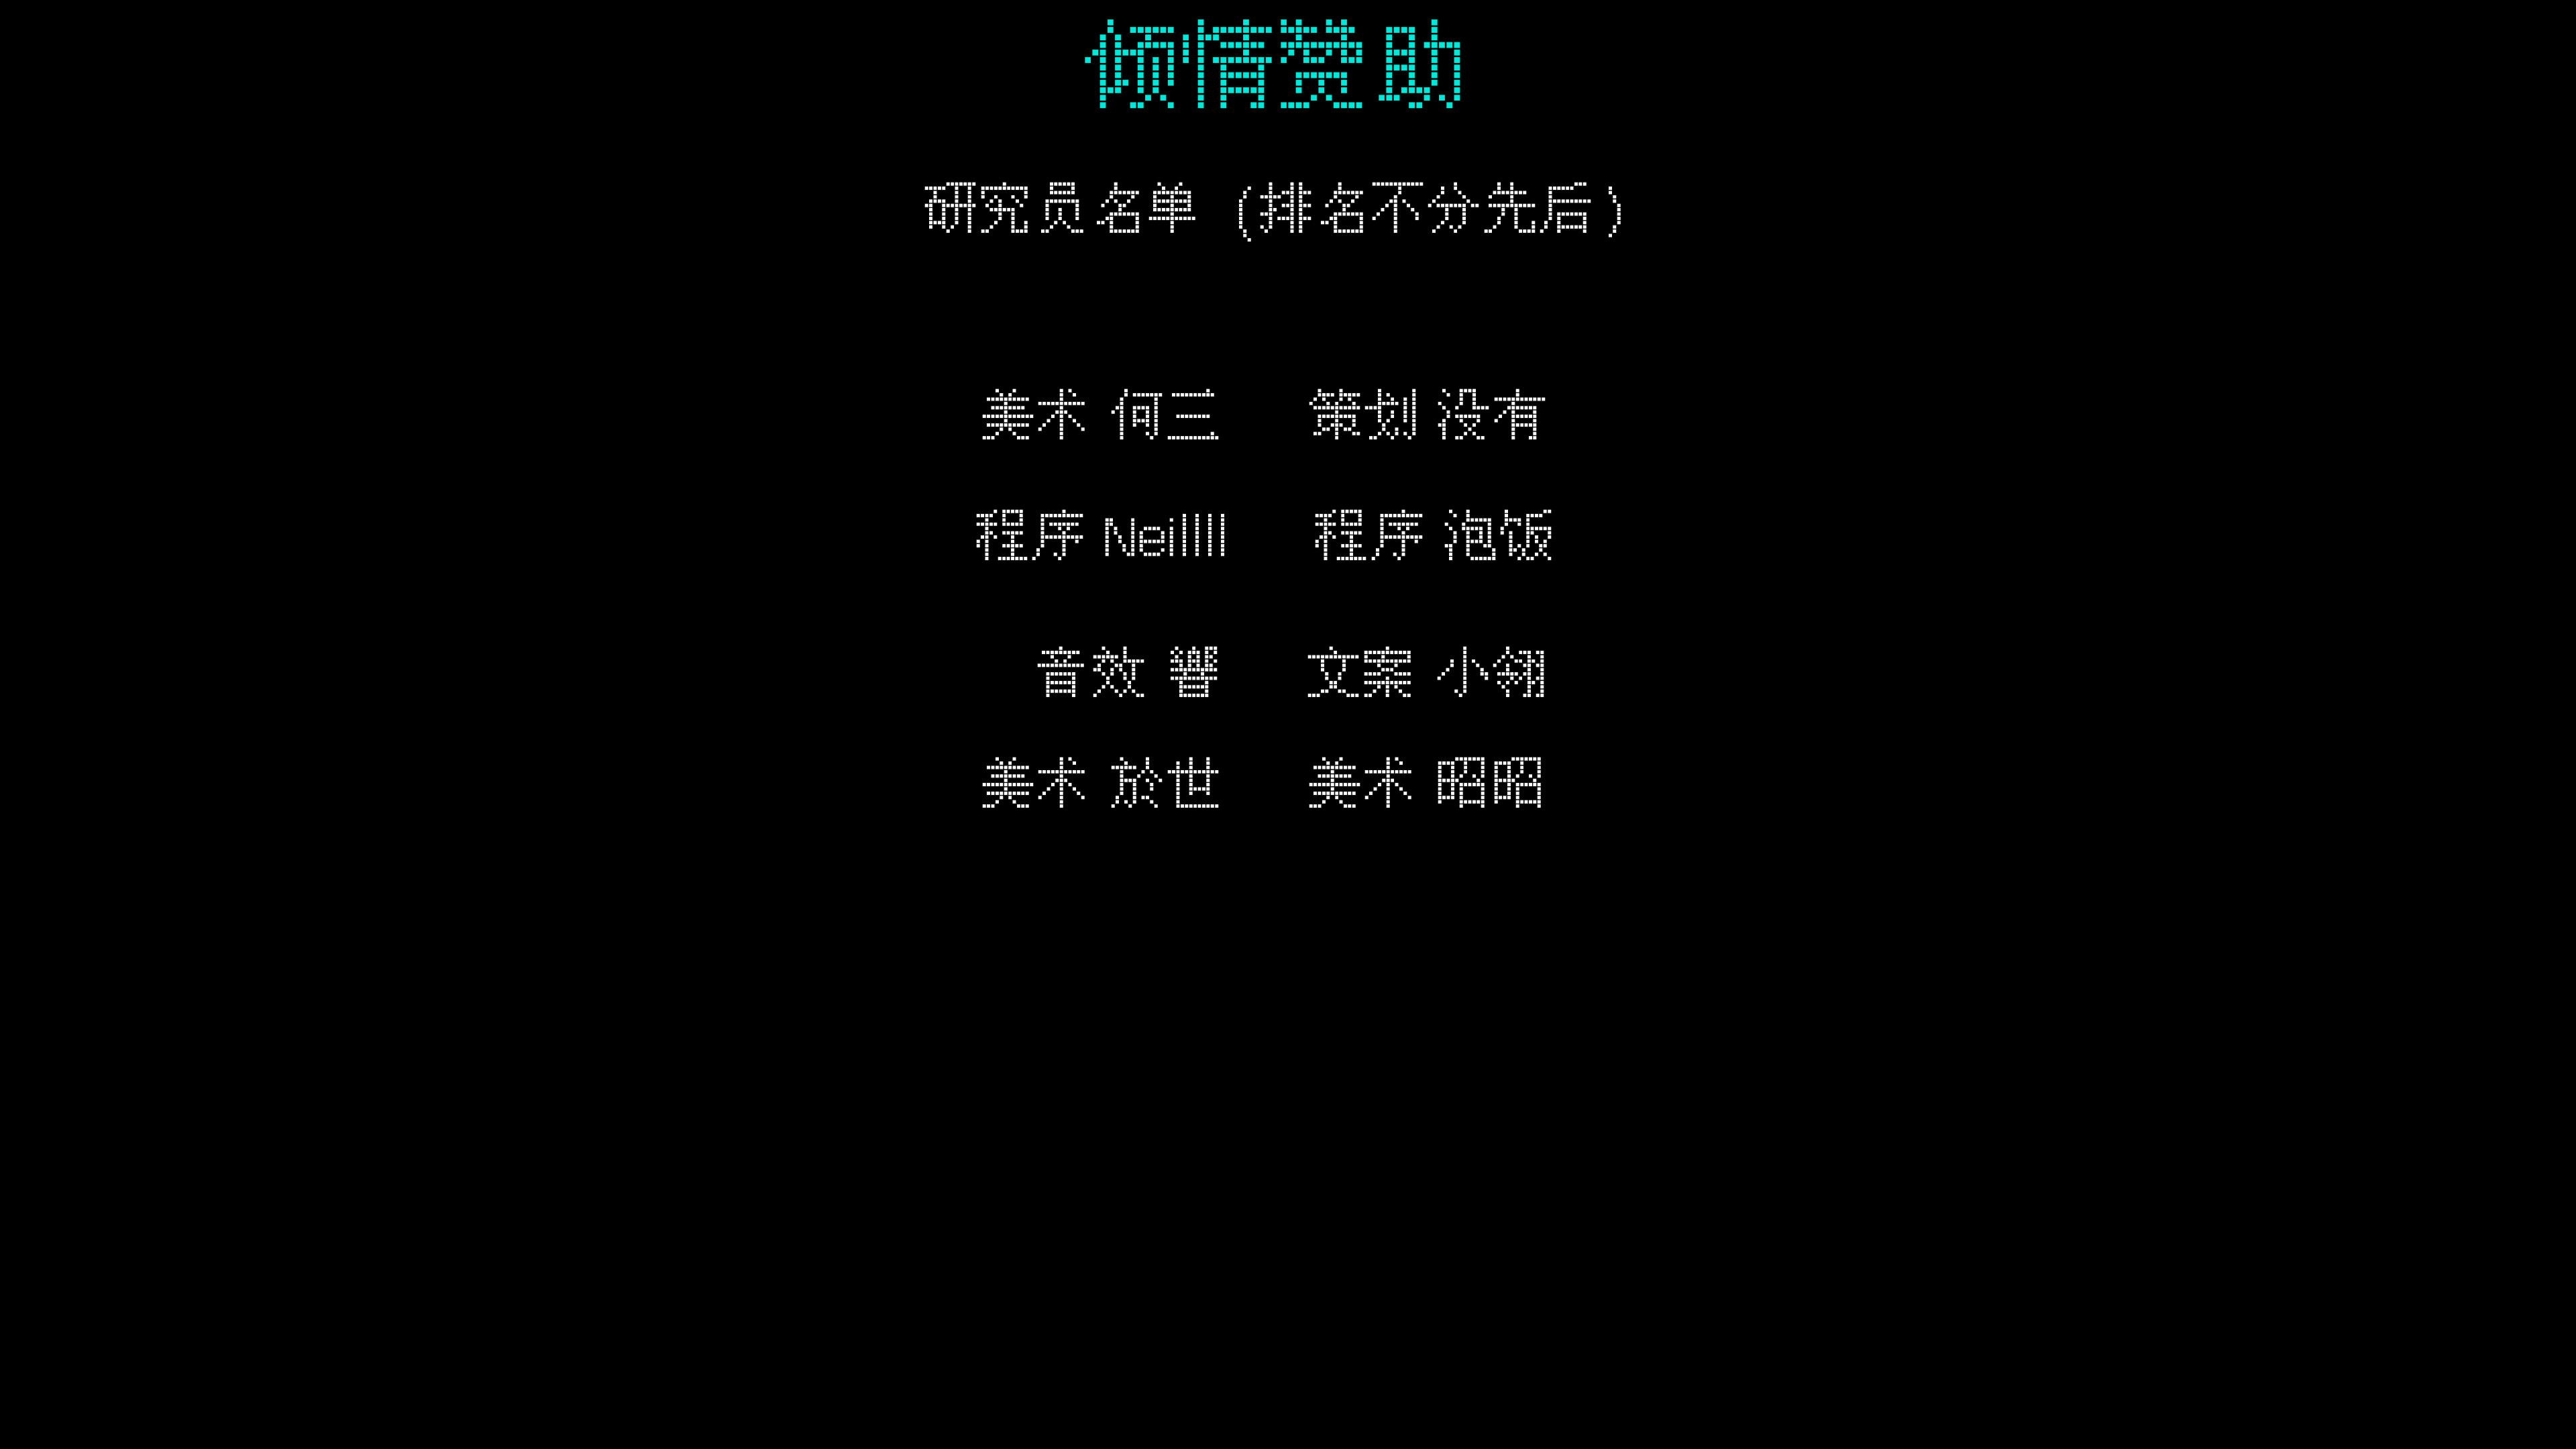 倾情赞助
研究员名单（排名不分先后）
美术 何三 策划 没有
程序 Neillll 程序 泡饭
音效 響 文案 小翎
美术 於世 美术 昭昭